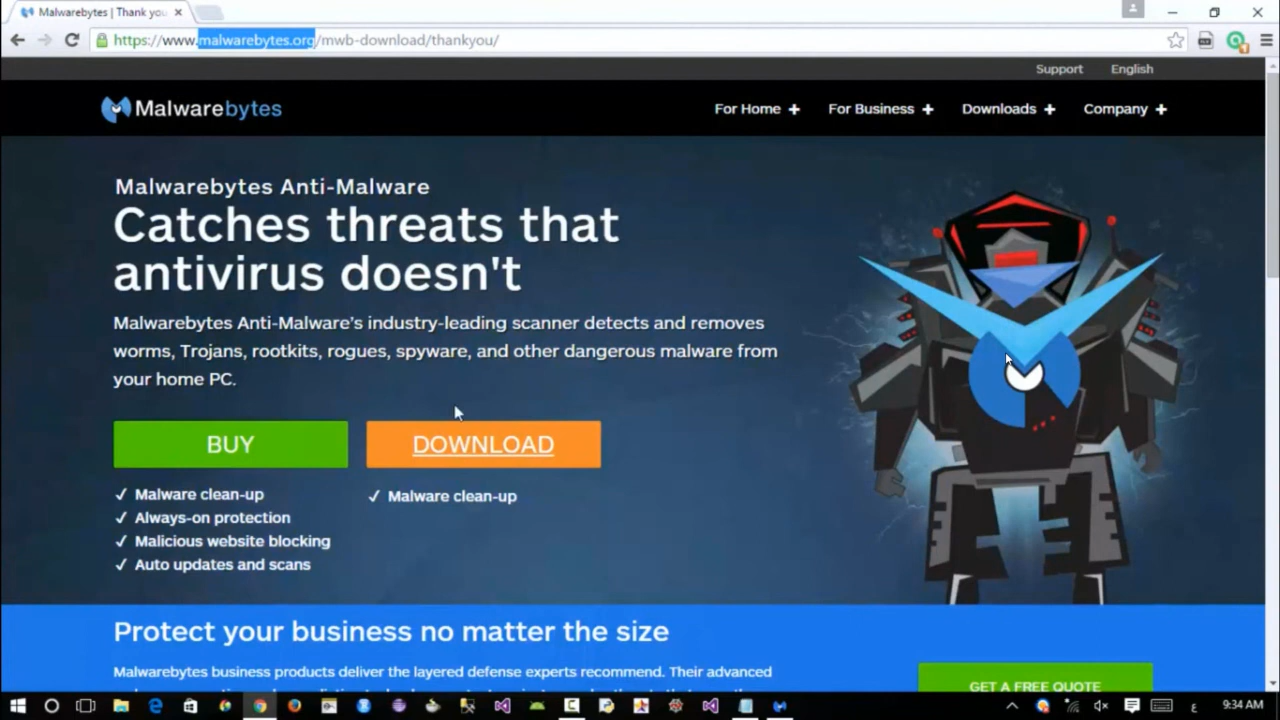 Malwarebytes | Thank you
https://www.malwarebytes.org/mwb-download/thankyou/
Support English
Malwarebytes
For Home + For Business + Downloads + Company +
Malwarebytes Anti-Malware
Catches threats that
antivirus doesn't
Malwarebytes Anti-Malware's industry-leading scanner detects and removes
worms, Trojans, rootkits, rogues, spyware, and other dangerous malware from
your home PC.
BUY DOWNLOAD
✓ Malware clean-up ✓ Malware clean-up
✓ Always-on protection
✓ Malicious website blocking
✓ Auto updates and scans
Protect your business no matter the size
Malwarebytes business products deliver the layered defense experts recommend. Their advanced
GET A FREE QUOTE
ع 9:34 AM